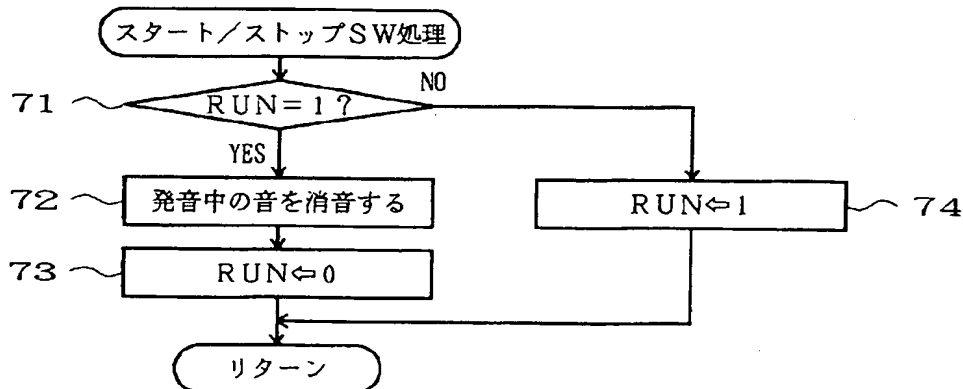 スタート／ストップSW処理
NO
71
RUN=1?
YES
72
発音中の音を消音する
RUN⇦1
74
73
RUN⇦0
リターン